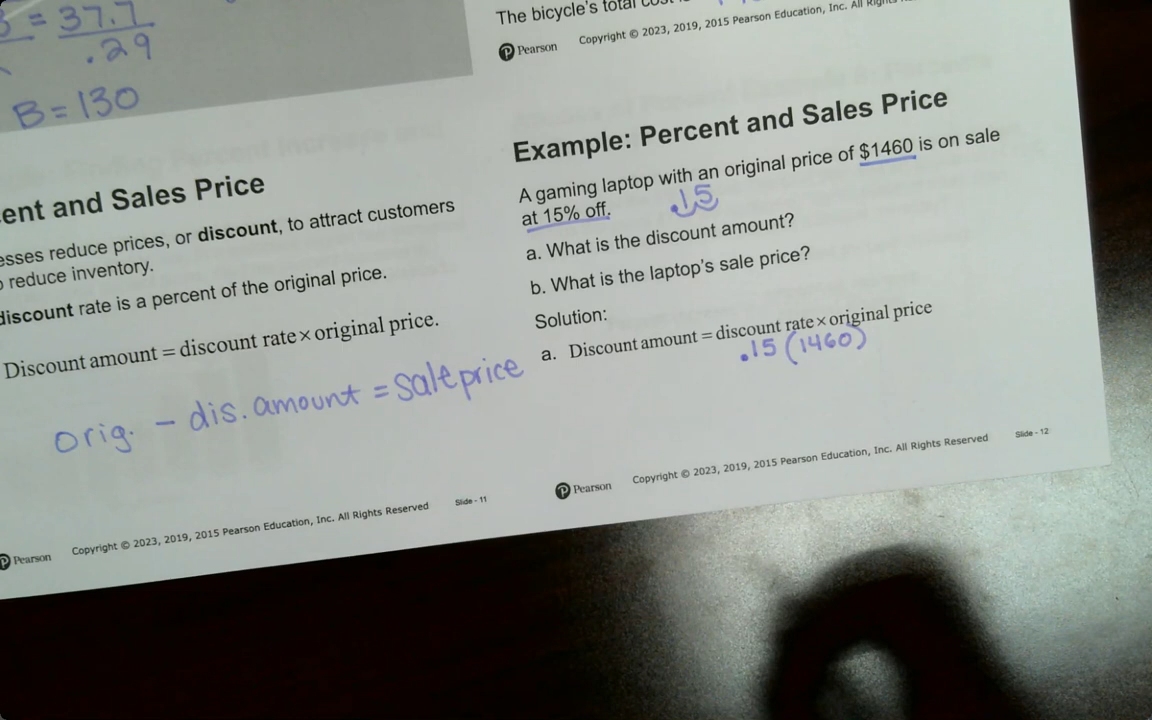 = 37.7
.29
B = 130
ent and Sales Price
esses reduce prices, or discount, to attract customers
reduce inventory.
discount rate is a percent of the original price.
Discount amount = discount rate × original price.
orig. - dis. amount = sale price
Pearson Copyright © 2023, 2019, 2015 Pearson Education, Inc. All Rights Reserved Slide - 11
The bicycle's total cost
Pearson Copyright © 2023, 2019, 2015 Pearson Education, Inc. All Rights
Example: Percent and Sales Price
A gaming laptop with an original price of $1460 is on sale
at 15% off. .15
a. What is the discount amount?
b. What is the laptop's sale price?
Solution:
a. Discount amount = discount rate × original price
.15 (1460)
Pearson Copyright © 2023, 2019, 2015 Pearson Education, Inc. All Rights Reserved Slide - 12